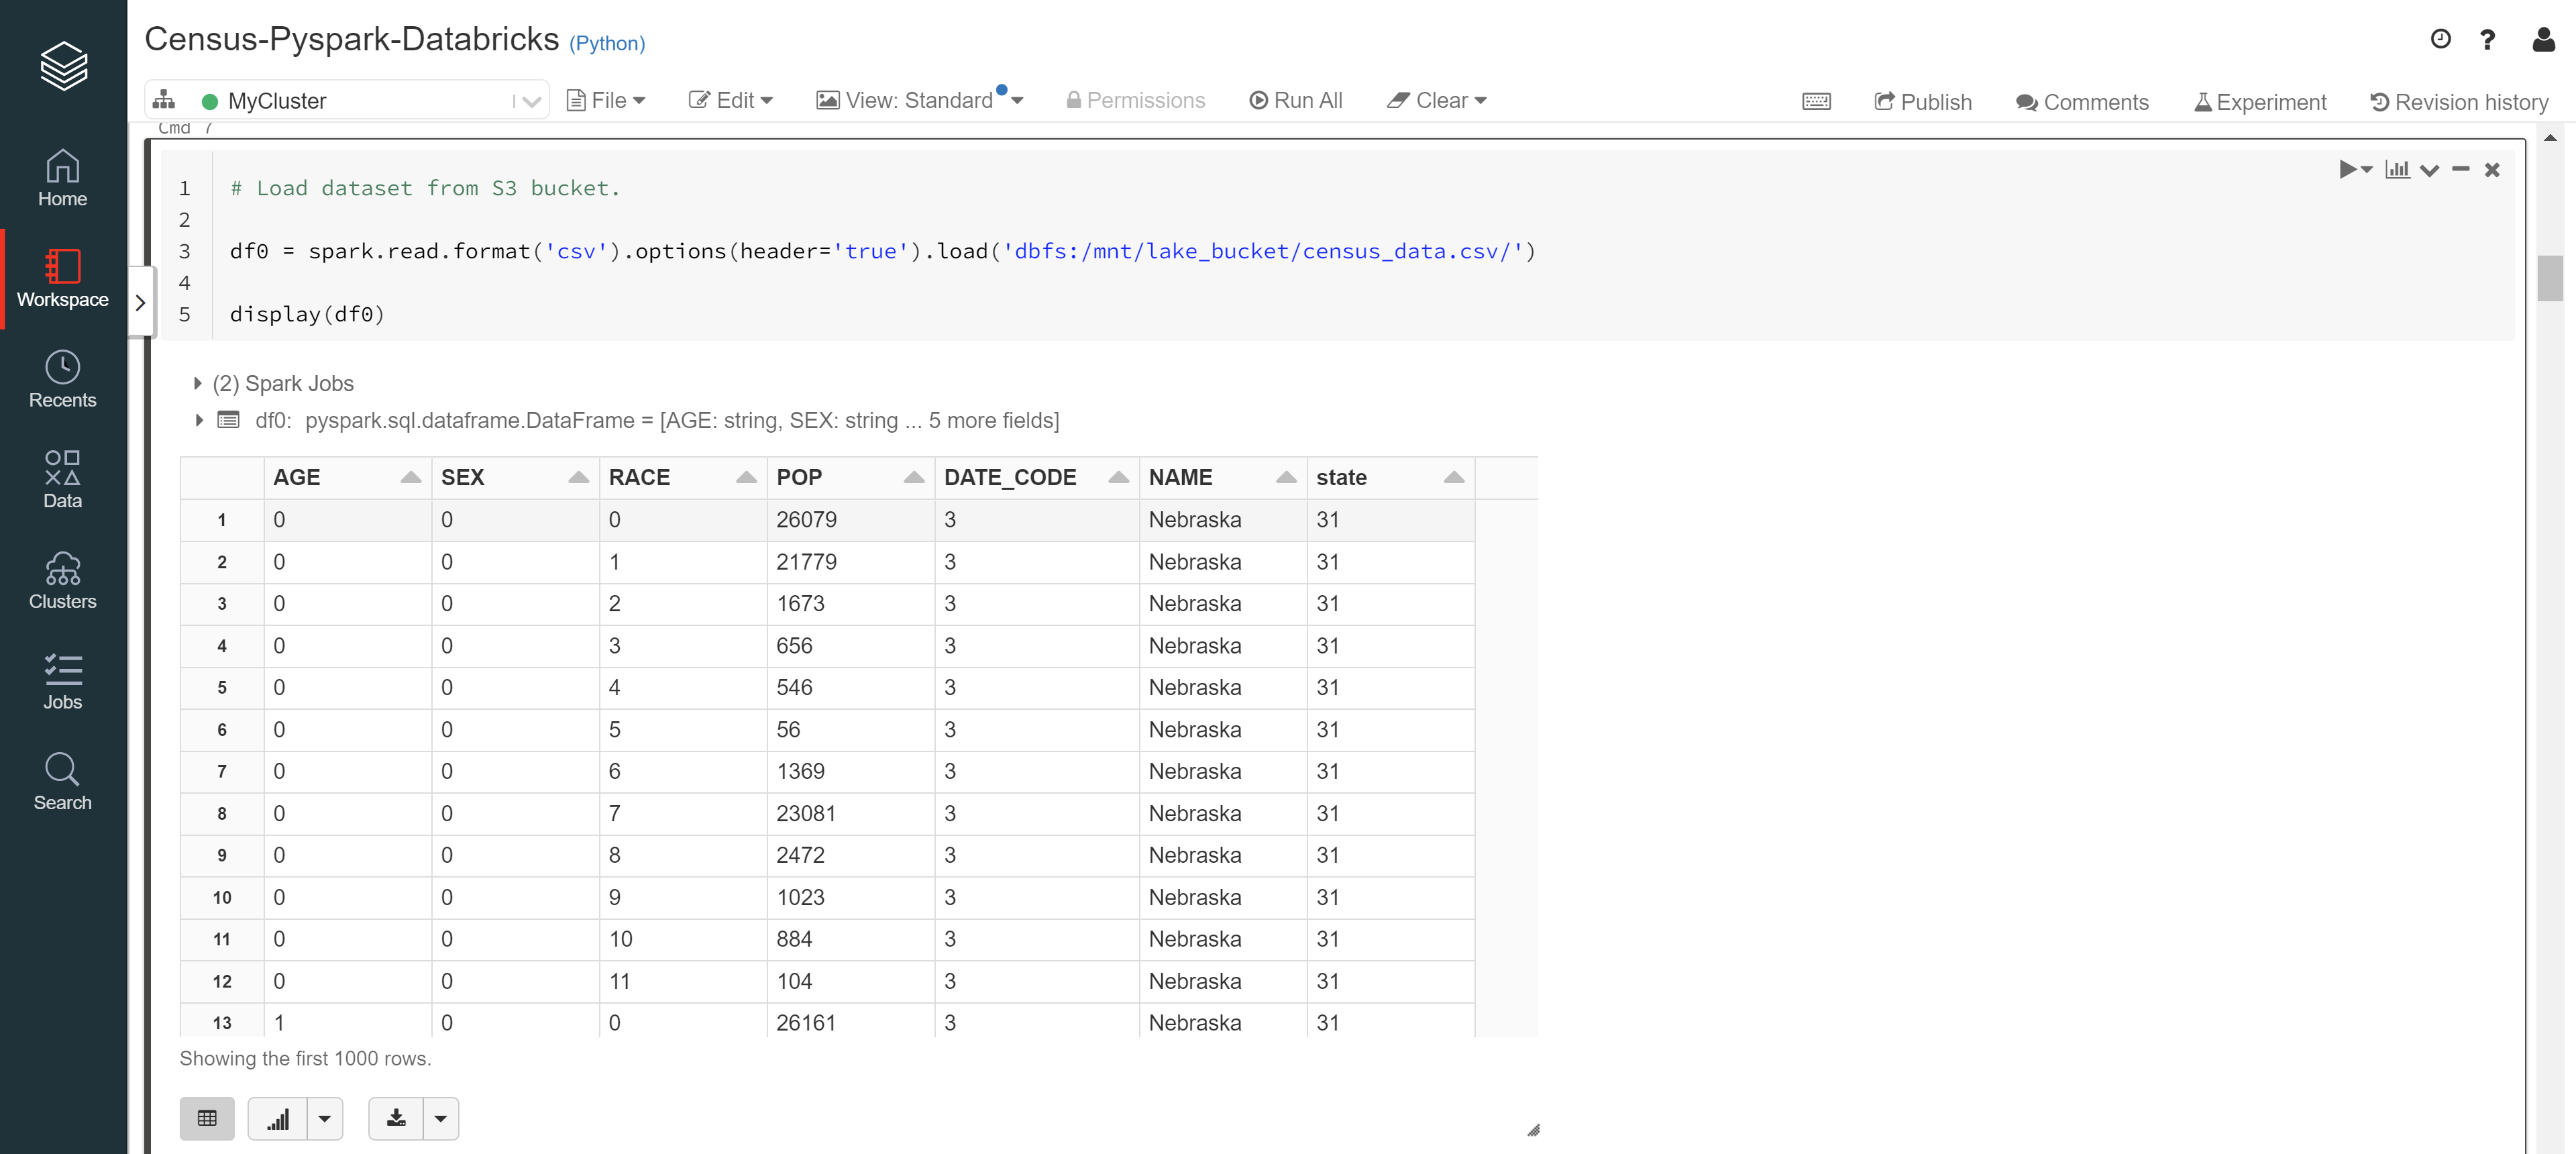 Census-Pyspark-Databricks (Python)
MyCluster File Edit View: Standard Permissions Run All Clear Publish Comments Experiment Revision history
Cmd 7
Home
Workspace
Recents
Data
Clusters
Jobs
Search
1 # Load dataset from S3 bucket.
2
3 df0 = spark.read.format('csv').options(header='true').load('dbfs:/mnt/lake_bucket/census_data.csv/')
4
5 display(df0)
(2) Spark Jobs
df0: pyspark.sql.dataframe.DataFrame = [AGE: string, SEX: string ... 5 more fields]
AGE SEX RACE POP DATE_CODE NAME state
1 0 0 0 26079 3 Nebraska 31
2 0 0 1 21779 3 Nebraska 31
3 0 0 2 1673 3 Nebraska 31
4 0 0 3 656 3 Nebraska 31
5 0 0 4 546 3 Nebraska 31
6 0 0 5 56 3 Nebraska 31
7 0 0 6 1369 3 Nebraska 31
8 0 0 7 23081 3 Nebraska 31
9 0 0 8 2472 3 Nebraska 31
10 0 0 9 1023 3 Nebraska 31
11 0 0 10 884 3 Nebraska 31
12 0 0 11 104 3 Nebraska 31
13 1 0 0 26161 3 Nebraska 31
Showing the first 1000 rows.